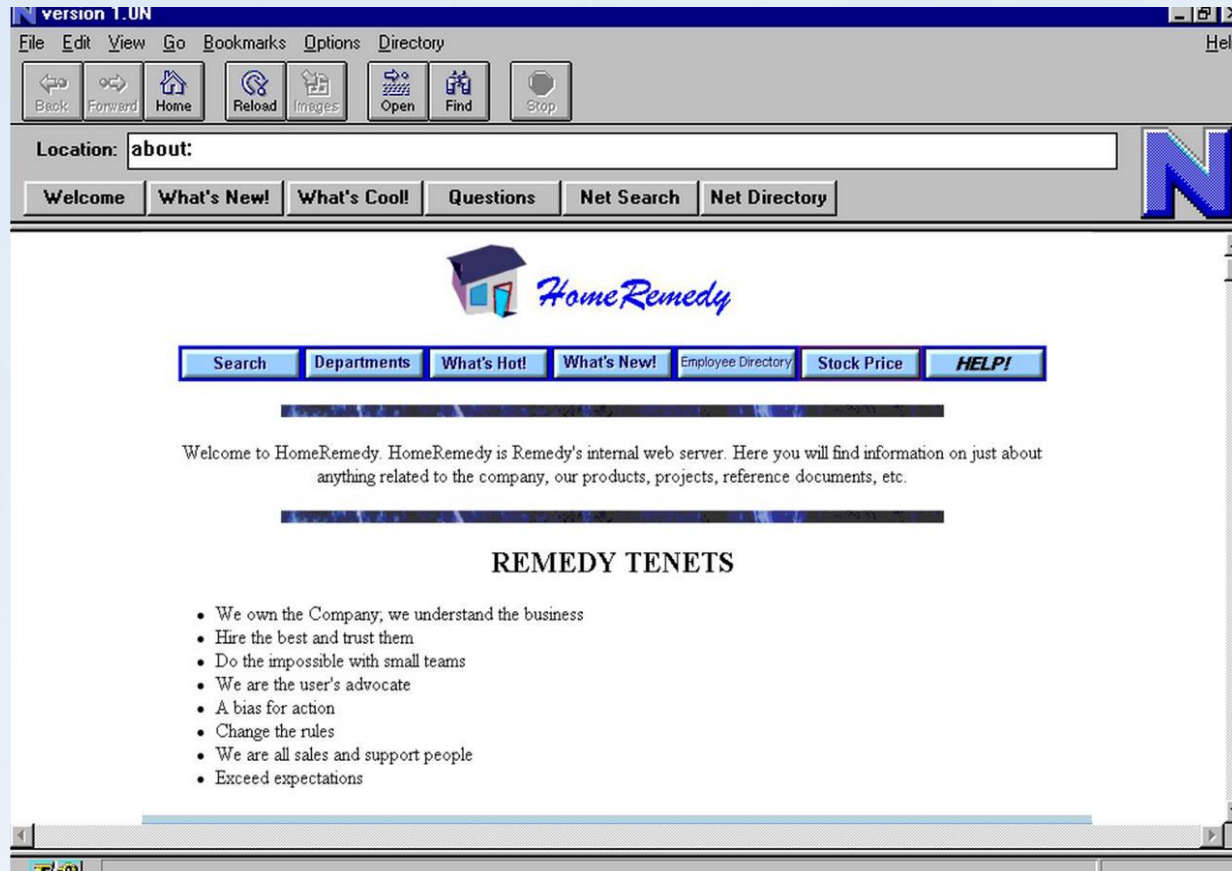 N version 1.0N
File Edit View Go Bookmarks Options Directory Hel
Back Forward Home Reload Images Open Find Stop
Location: about:
N
Welcome What's New! What's Cool! Questions Net Search Net Directory
HomeRemedy
Search Departments What's Hot! What's New! Employee Directory Stock Price HELP!
Welcome to HomeRemedy. HomeRemedy is Remedy's internal web server. Here you will find information on just about
anything related to the company, our products, projects, reference documents, etc.
REMEDY TENETS
• We own the Company; we understand the business
• Hire the best and trust them
• Do the impossible with small teams
• We are the user's advocate
• A bias for action
• Change the rules
• We are all sales and support people
• Exceed expectations